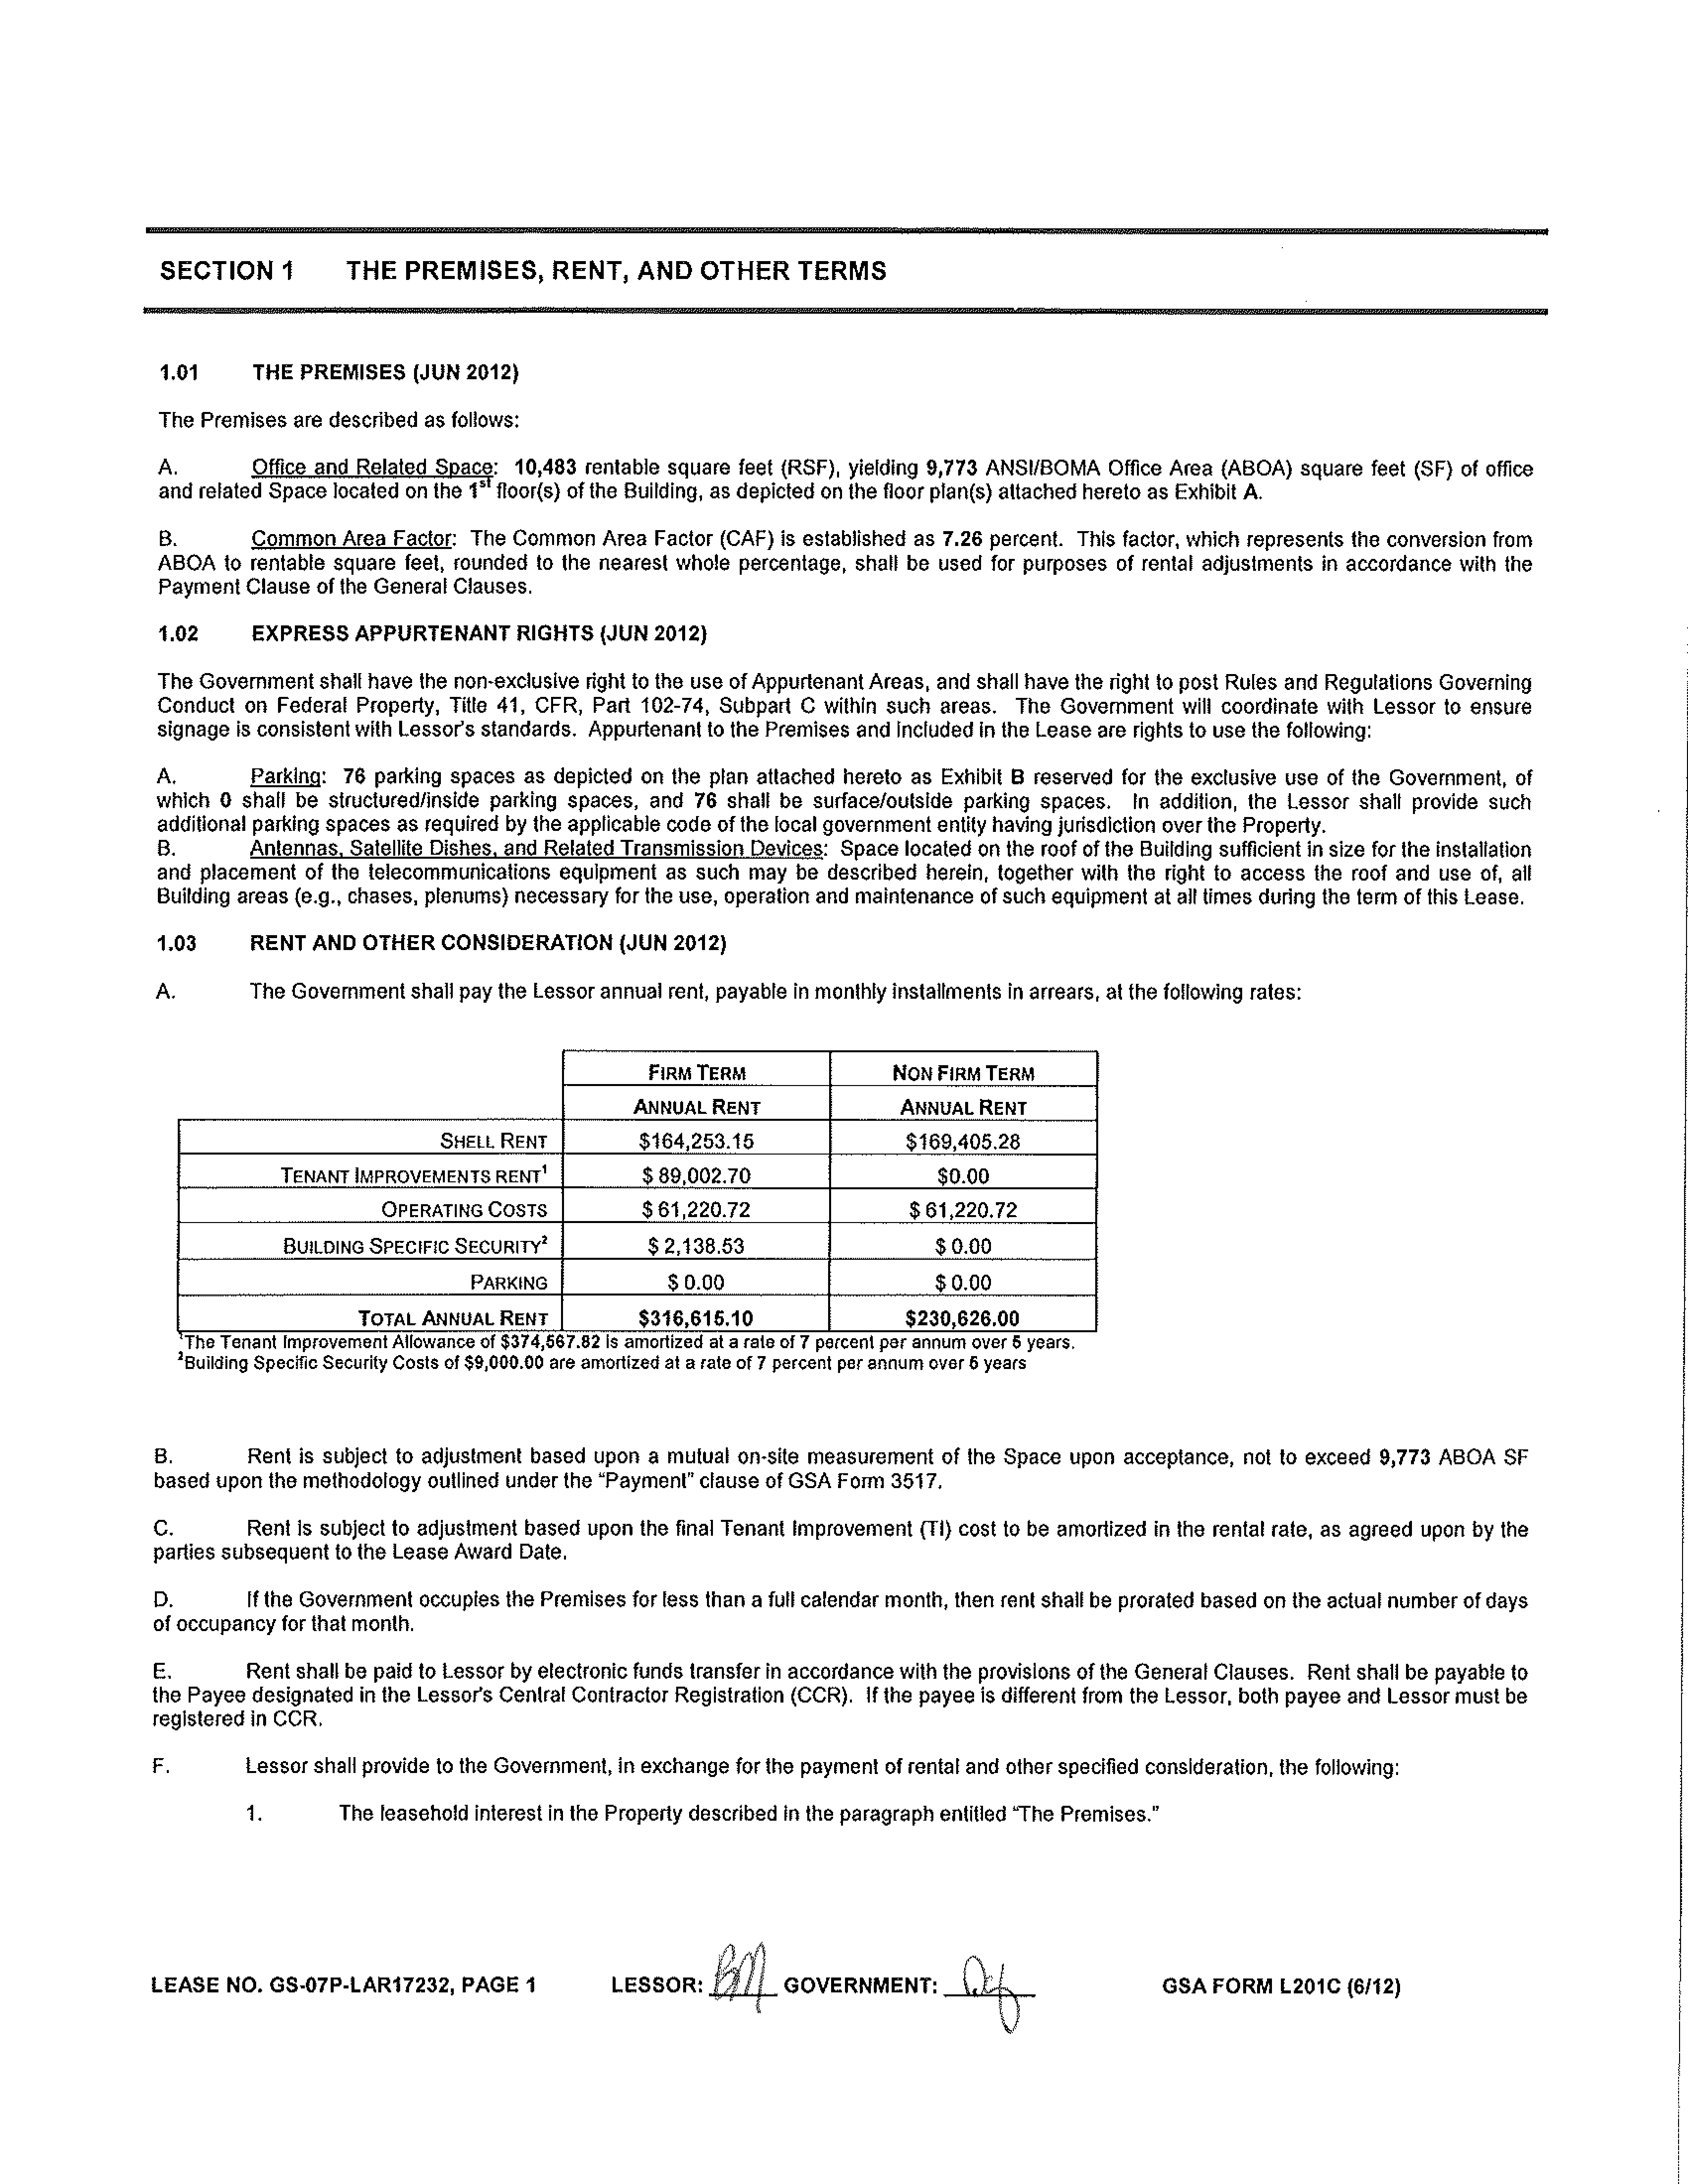 SECTION 1 THE PREMISES, RENT, AND OTHER TERMS
1.01 THE PREMISES (JUN 2012)
The Premises are described as follows:
A. Office and Related Space: 10,483 rentable square feet (RSF), yielding 9,773 ANSI/BOMA Office Area (ABOA) square feet (SF) of office
and related Space located on the 1st floor(s) of the Building, as depicted on the floor plan(s) attached hereto as Exhibit A.
B. Common Area Factor: The Common Area Factor (CAF) is established as 7.26 percent. This factor, which represents the conversion from
ABOA to rentable square feet, rounded to the nearest whole percentage, shall be used for purposes of rental adjustments in accordance with the
Payment Clause of the General Clauses.
1.02 EXPRESS APPURTENANT RIGHTS (JUN 2012)
The Government shall have the non-exclusive right to the use of Appurtenant Areas, and shall have the right to post Rules and Regulations Governing
Conduct on Federal Property, Title 41, CFR, Part 102-74, Subpart C within such areas. The Government will coordinate with Lessor to ensure
signage is consistent with Lessor's standards. Appurtenant to the Premises and included in the Lease are rights to use the following:
A. Parking: 76 parking spaces as depicted on the plan attached hereto as Exhibit B reserved for the exclusive use of the Government, of
which 0 shall be structured/inside parking spaces, and 76 shall be surface/outside parking spaces. In addition, the Lessor shall provide such
additional parking spaces as required by the applicable code of the local government entity having jurisdiction over the Property.
B. Antennas, Satellite Dishes, and Related Transmission Devices: Space located on the roof of the Building sufficient in size for the installation
and placement of the telecommunications equipment as such may be described herein, together with the right to access the roof and use of, all
Building areas (e.g., chases, plenums) necessary for the use, operation and maintenance of such equipment at all times during the term of this Lease.
1.03 RENT AND OTHER CONSIDERATION (JUN 2012)
A. The Government shall pay the Lessor annual rent, payable in monthly installments in arrears, at the following rates:
FIRM TERM NON FIRM TERM
ANNUAL RENT ANNUAL RENT
SHELL RENT $164,253.15 $169,405.28
TENANT IMPROVEMENTS RENT¹ $ 89,002.70 $0.00
OPERATING COSTS $ 61,220.72 $ 61,220.72
BUILDING SPECIFIC SECURITY² $ 2,138.53 $ 0.00
PARKING $ 0.00 $ 0.00
TOTAL ANNUAL RENT $316,615.10 $230,626.00
¹The Tenant Improvement Allowance of $374,567.82 is amortized at a rate of 7 percent per annum over 5 years.
²Building Specific Security Costs of $9,000.00 are amortized at a rate of 7 percent per annum over 5 years
B. Rent is subject to adjustment based upon a mutual on-site measurement of the Space upon acceptance, not to exceed 9,773 ABOA SF
based upon the methodology outlined under the "Payment" clause of GSA Form 3517.
C. Rent is subject to adjustment based upon the final Tenant Improvement (TI) cost to be amortized in the rental rate, as agreed upon by the
parties subsequent to the Lease Award Date.
D. If the Government occupies the Premises for less than a full calendar month, then rent shall be prorated based on the actual number of days
of occupancy for that month.
E. Rent shall be paid to Lessor by electronic funds transfer in accordance with the provisions of the General Clauses. Rent shall be payable to
the Payee designated in the Lessor's Central Contractor Registration (CCR). If the payee is different from the Lessor, both payee and Lessor must be
registered in CCR.
F. Lessor shall provide to the Government, in exchange for the payment of rental and other specified consideration, the following:
1. The leasehold interest in the Property described in the paragraph entitled "The Premises."
LEASE NO. GS-07P-LAR17232, PAGE 1 LESSOR: GOVERNMENT: GSA FORM L201C (6/12)